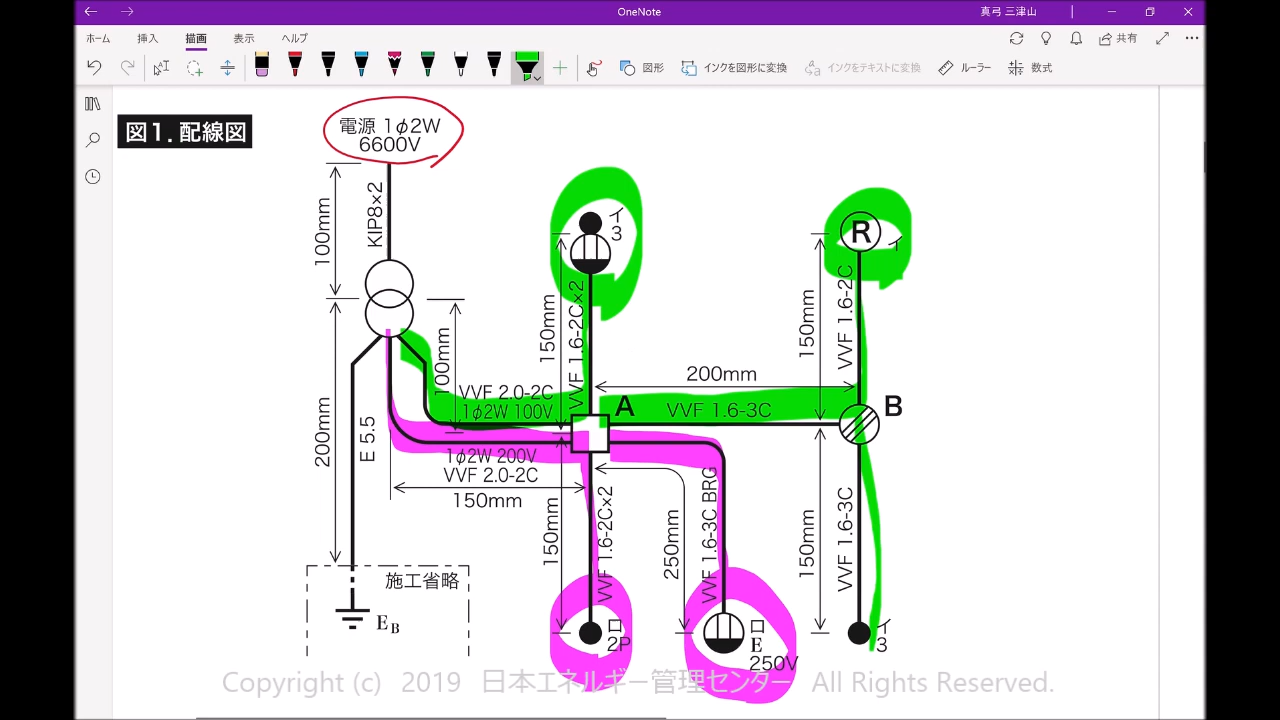 OneNote
真弓 三津山
ホーム 挿入 描画 表示 ヘルプ
共有
図形 インクを図形に変換 インクをテキストに変換 ルーラー 数式
図1. 配線図
電源 1φ2W
6600V
100mm
KIP8×2
200mm
E 5.5
施工省略
EB
100mm
VVF 2.0-2C
1φ2W 100V
1φ2W 200V
VVF 2.0-2C
150mm
イ
3
150mm
VVF 1.6-2C×2
A
200mm
VVF 1.6-3C
B
R
イ
150mm
VVF 1.6-2C
150mm
VVF 1.6-2C×2
ロ
2P
250mm
VVF 1.6-3C BRG
ロ
E
250V
150mm
VVF 1.6-3C
イ
3
Copyright (c) 2019 日本エネルギー管理センター All Rights Reserved.